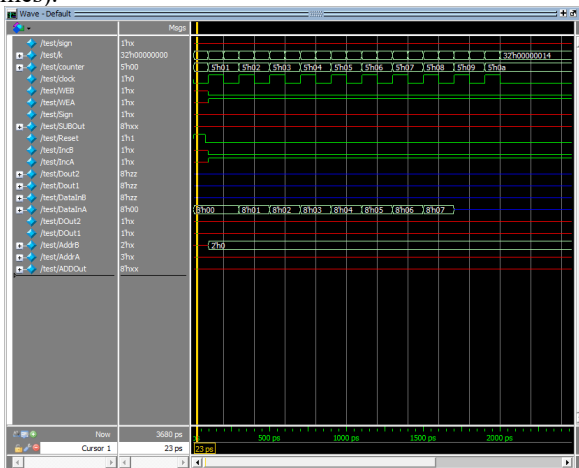 Wave - Default
Msgs
/test/sign 1'hx
/test/k 32'h00000000 32'h00000014
/test/counter 5'h00 5'h01 5'h02 5'h03 5'h04 5'h05 5'h06 5'h07 5'h08 5'h09 5'h0a
/test/clock 1'h0
/test/WEB 1'hx
/test/WEA 1'hx
/test/Sign 1'hx
/test/SUBOut 8'hxx
/test/Reset 1'h1
/test/IncB 1'hx
/test/IncA 1'hx
/test/Dout2 8'hzz
/test/Dout1 8'hzz
/test/DataInB 8'hzz
/test/DataInA 8'h00 8'h00 8'h01 8'h02 8'h03 8'h04 8'h05 8'h06 8'h07
/test/DOut2 1'hx
/test/DOut1 1'hx
/test/AddrB 2'hx 2'h0
/test/AddrA 3'hx
/test/ADDOut 8'hxx
Now 3680 ps 500 ps 1000 ps 1500 ps 2000 ps
Cursor 1 23 ps 23 ps